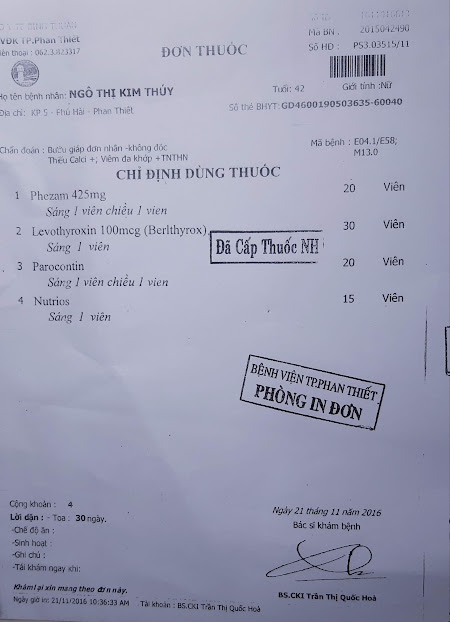 VĐK TP.Phan Thiết
ĐƠN THUỐC
Mã BN . 2015042490
Số HD : PS3.03515/11
Họ tên bệnh nhân: NGÔ THỊ KIM THÚY
Tuổi: 42
Giới tính :Nữ
Địa chỉ: KP 5 - Phú Hải - Phan Thiết
Số thẻ BHYT: GD4600190503635-60040
Chẩn đoán : Bướu giáp đơn nhân -không độc
Thiếu Calci +; Viêm đa khớp +TNTHN
Mã bệnh : E04.1/E58;
M13.0
CHỈ ĐỊNH DÙNG THUỐC
1 Phezam 425mg 20 Viên
Sáng 1 viên chiều 1 vien
2 Levothyroxin 100mcg (Berlthyrox) 30 Viên
Sáng 1 viên
Đã Cấp Thuốc NH
3 Parocontin 20 Viên
Sáng 1 viên chiều 1 vien
4 Nutrios 15 Viên
Sáng 1 viên
BỆNH VIỆN TP.PHAN THIẾT
PHÒNG IN ĐƠN
Cộng khoản : 4
Lời dặn : - Toa : 30 ngày.
-Chế độ ăn :
-Sinh hoạt :
-Ghi chú :
-Tái khám ngay khi:
Ngày 21 tháng 11 năm 2016
Bác sĩ khám bệnh
Khám lại xin mang theo đơn này.
Ngày giờ in: 21/11/2016 10:36:33 AM
Tài khoản : BS.CKI Trần Thị Quốc Hoà
BS.CKI Trần Thị Quốc Hoà